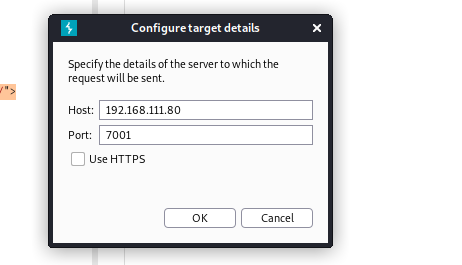 Configure target details
Specify the details of the server to which the
request will be sent.
/">
Host: 192.168.111.80
Port: 7001
Use HTTPS
OK Cancel